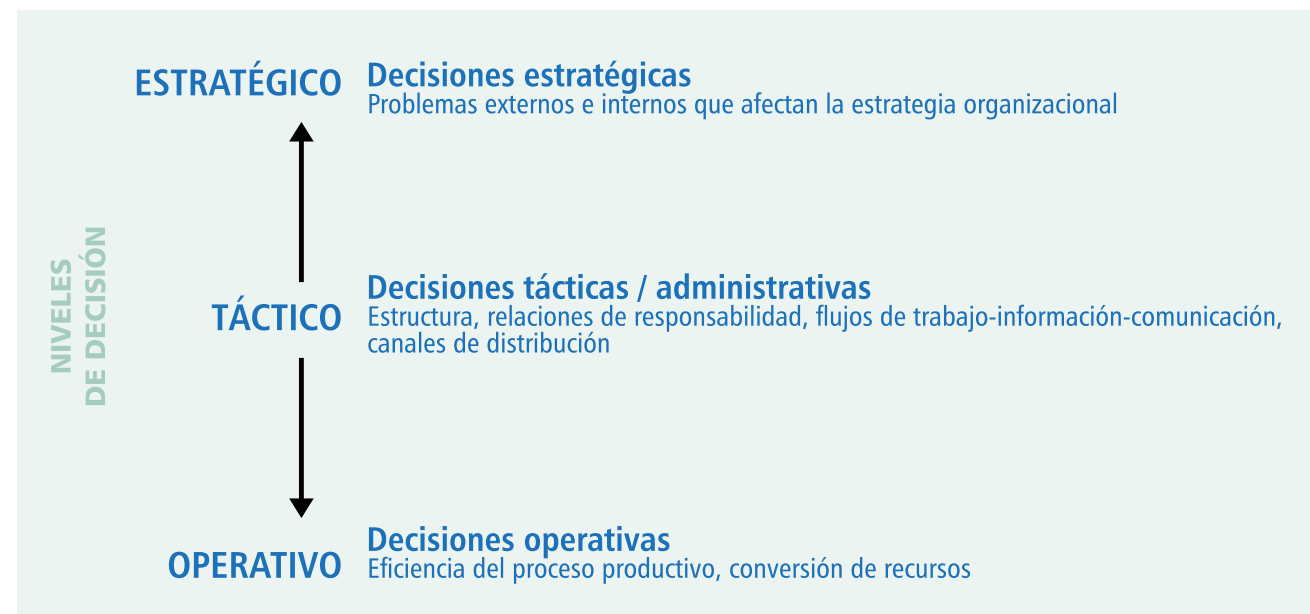 ESTRATÉGICO
Decisiones estratégicas
Problemas externos e internos que afectan la estrategia organizacional
NIVELES
DE DECISIÓN
TÁCTICO
Decisiones tácticas / administrativas
Estructura, relaciones de responsabilidad, flujos de trabajo-información-comunicación,
canales de distribución
OPERATIVO
Decisiones operativas
Eficiencia del proceso productivo, conversión de recursos